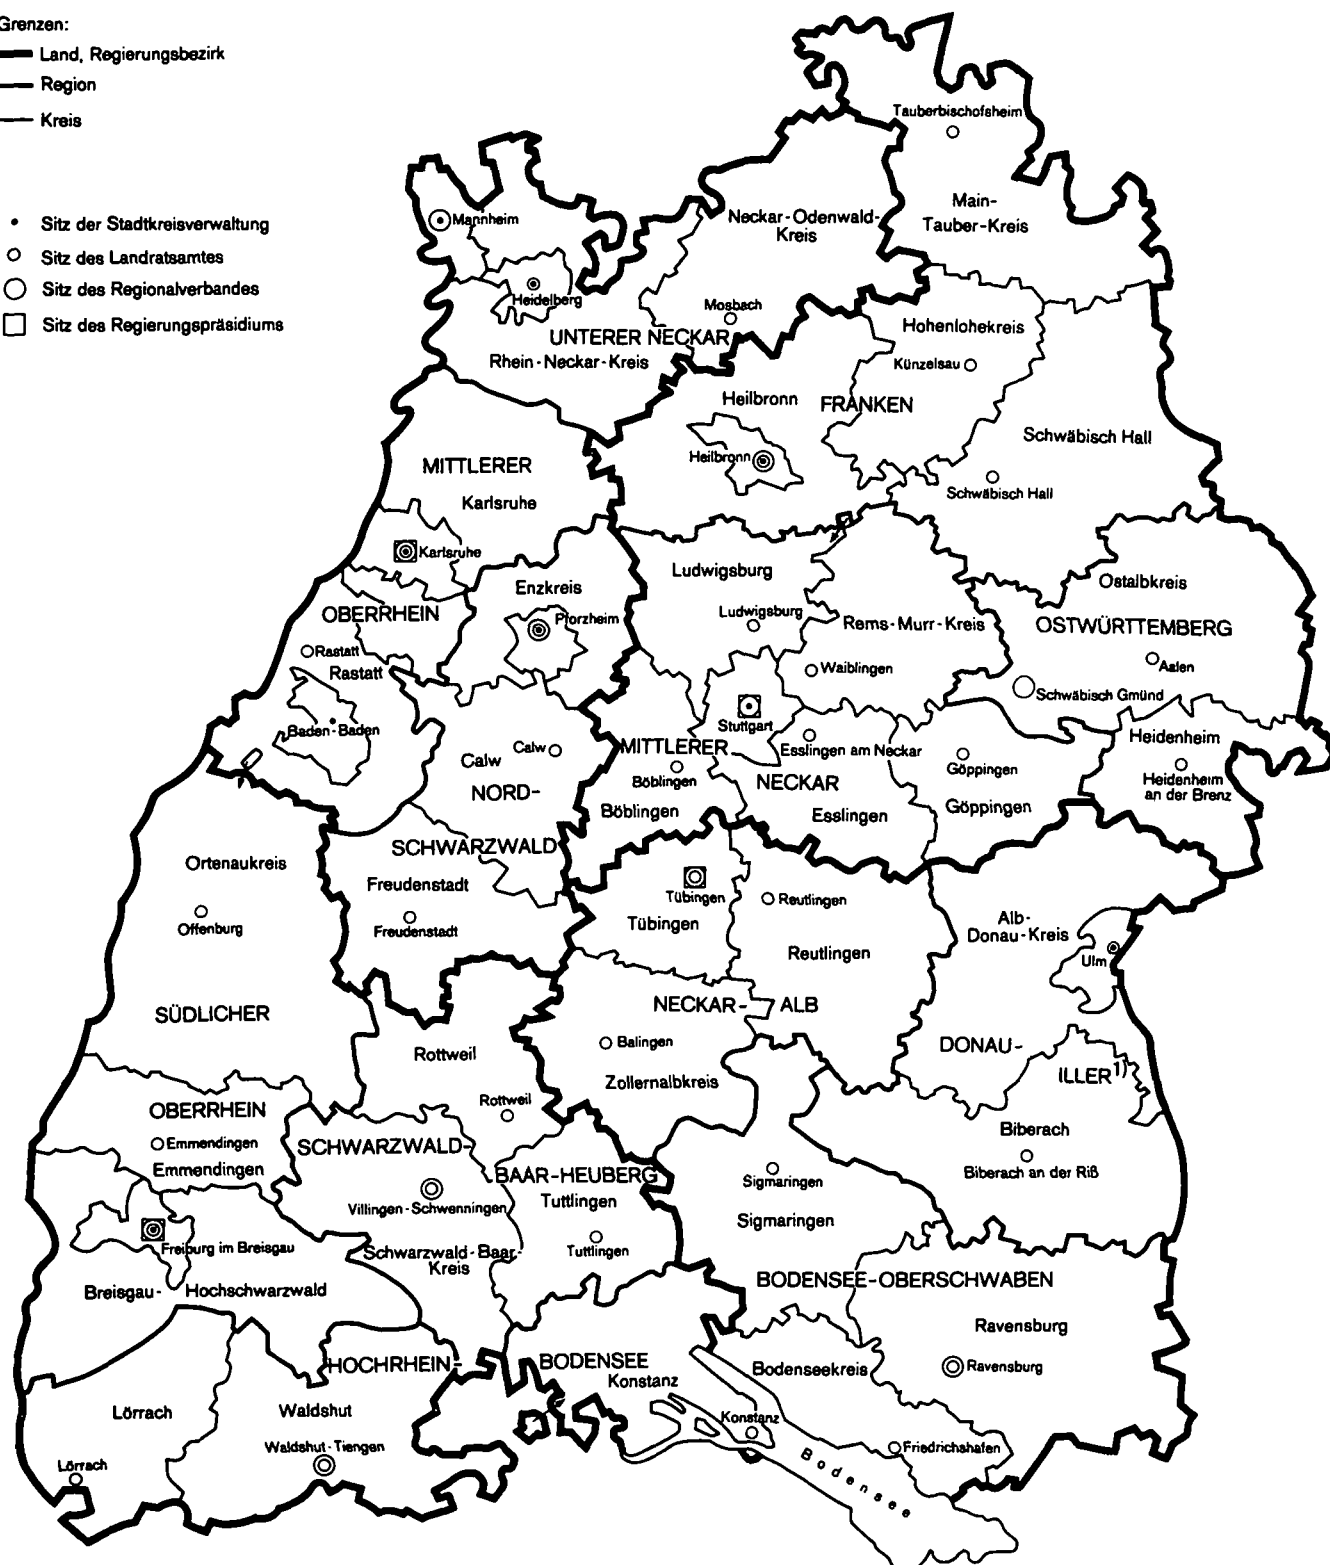 Grenzen:
Land, Regierungsbezirk
Region
Kreis
Sitz der Stadtkreisverwaltung
Sitz des Landratsamtes
Sitz des Regionalverbandes
Sitz des Regierungspräsidiums
Tauberbischofsheim
Main-
Tauber-Kreis
Mannheim
Neckar-Odenwald-
Kreis
Heidelberg
Mosbach
UNTERER NECKAR
Rhein-Neckar-Kreis
Hohenlohekreis
Künzelsau
Heilbronn
FRANKEN
Heilbronn
Schwäbisch Hall
Schwäbisch Hall
MITTLERER
Karlsruhe
Karlsruhe
Enzkreis
Pforzheim
OBERRHEIN
Rastatt
Rastatt
Baden-Baden
Ludwigsburg
Ludwigsburg
Rems-Murr-Kreis
Waiblingen
Ostalbkreis
OSTWÜRTTEMBERG
Aalen
Schwäbisch Gmünd
Stuttgart
Calw
Calw
NORD-
SCHWARZWALD
MITTLERER
Böblingen
Böblingen
Esslingen am Neckar
NECKAR
Esslingen
Göppingen
Göppingen
Heidenheim
Heidenheim
an der Brenz
Ortenaukreis
Offenburg
Freudenstadt
Freudenstadt
Tübingen
Tübingen
Reutlingen
Reutlingen
Alb-
Donau-Kreis
Ulm
SÜDLICHER
NECKAR-
ALB
Rottweil
Rottweil
Balingen
Zollernalbkreis
DONAU-
ILLER1)
OBERRHEIN
Emmendingen
Emmendingen
SCHWARZWALD-
BAAR-HEUBERG
Villingen-Schwenningen
Tuttlingen
Tuttlingen
Biberach
Biberach an der Riß
Sigmaringen
Sigmaringen
Freiburg im Breisgau
Schwarzwald-Baar-
Kreis
Breisgau-
Hochschwarzwald
BODENSEE-OBERSCHWABEN
Ravensburg
Ravensburg
HOCHRHEIN-
BODENSEE
Konstanz
Bodenseekreis
Lörrach
Lörrach
Waldshut
Waldshut-Tiengen
Konstanz
Friedrichshafen
Bodensee